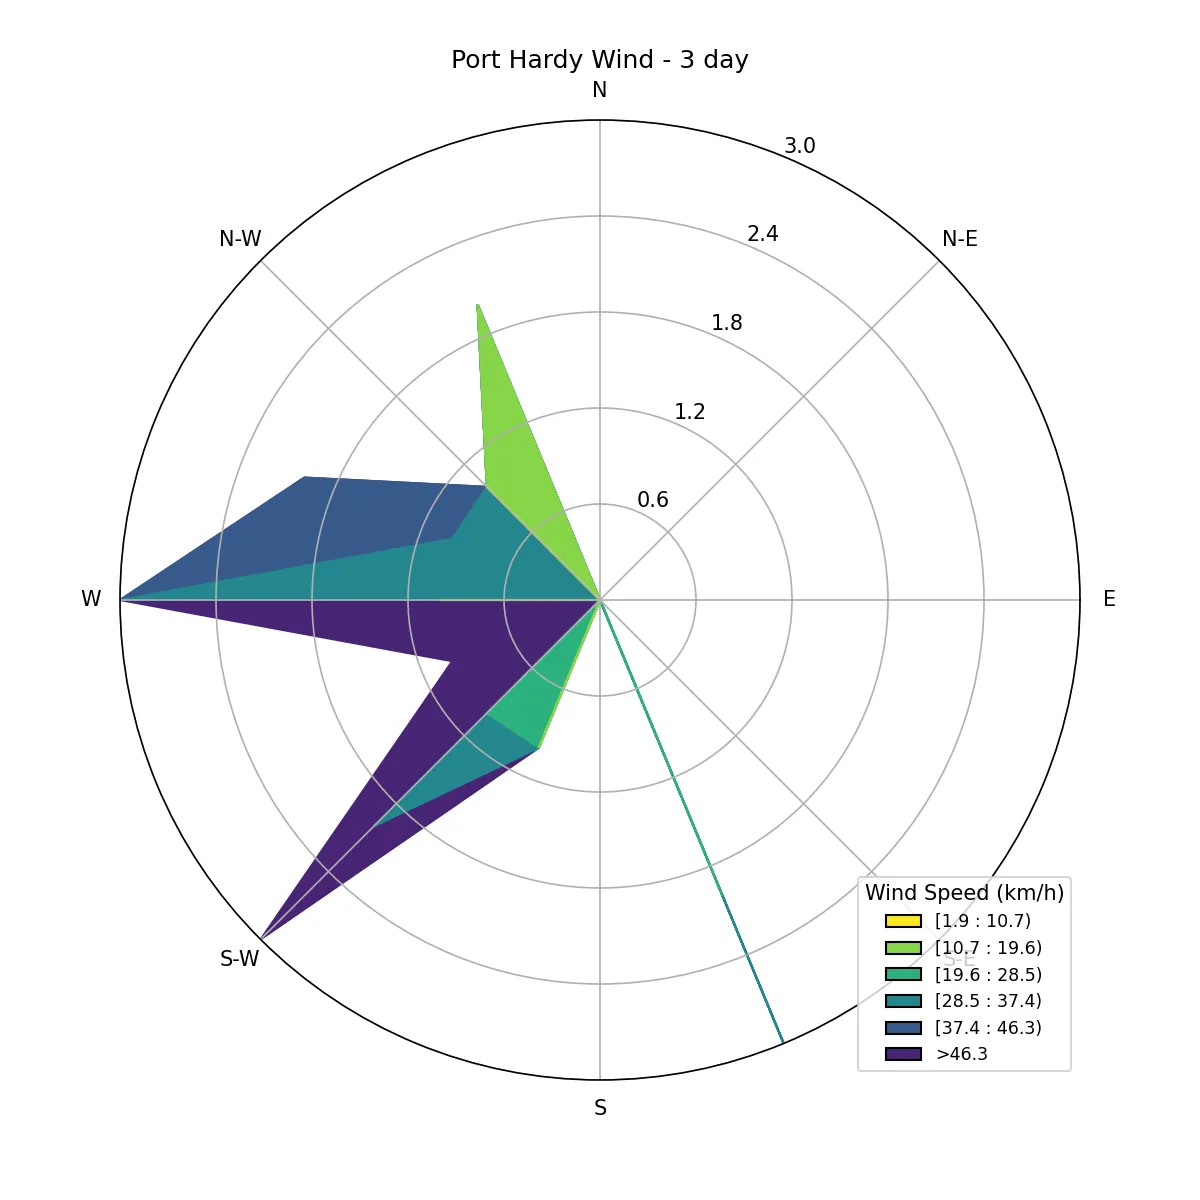 Port Hardy Wind - 3 day
N
3.0
N-W
2.4
N-E
1.8
1.2
0.6
W
E
Wind Speed (km/h)
[1.9 : 10.7)
[10.7 : 19.6)
S-W
S-E
[19.6 : 28.5)
[28.5 : 37.4)
[37.4 : 46.3)
>46.3
S